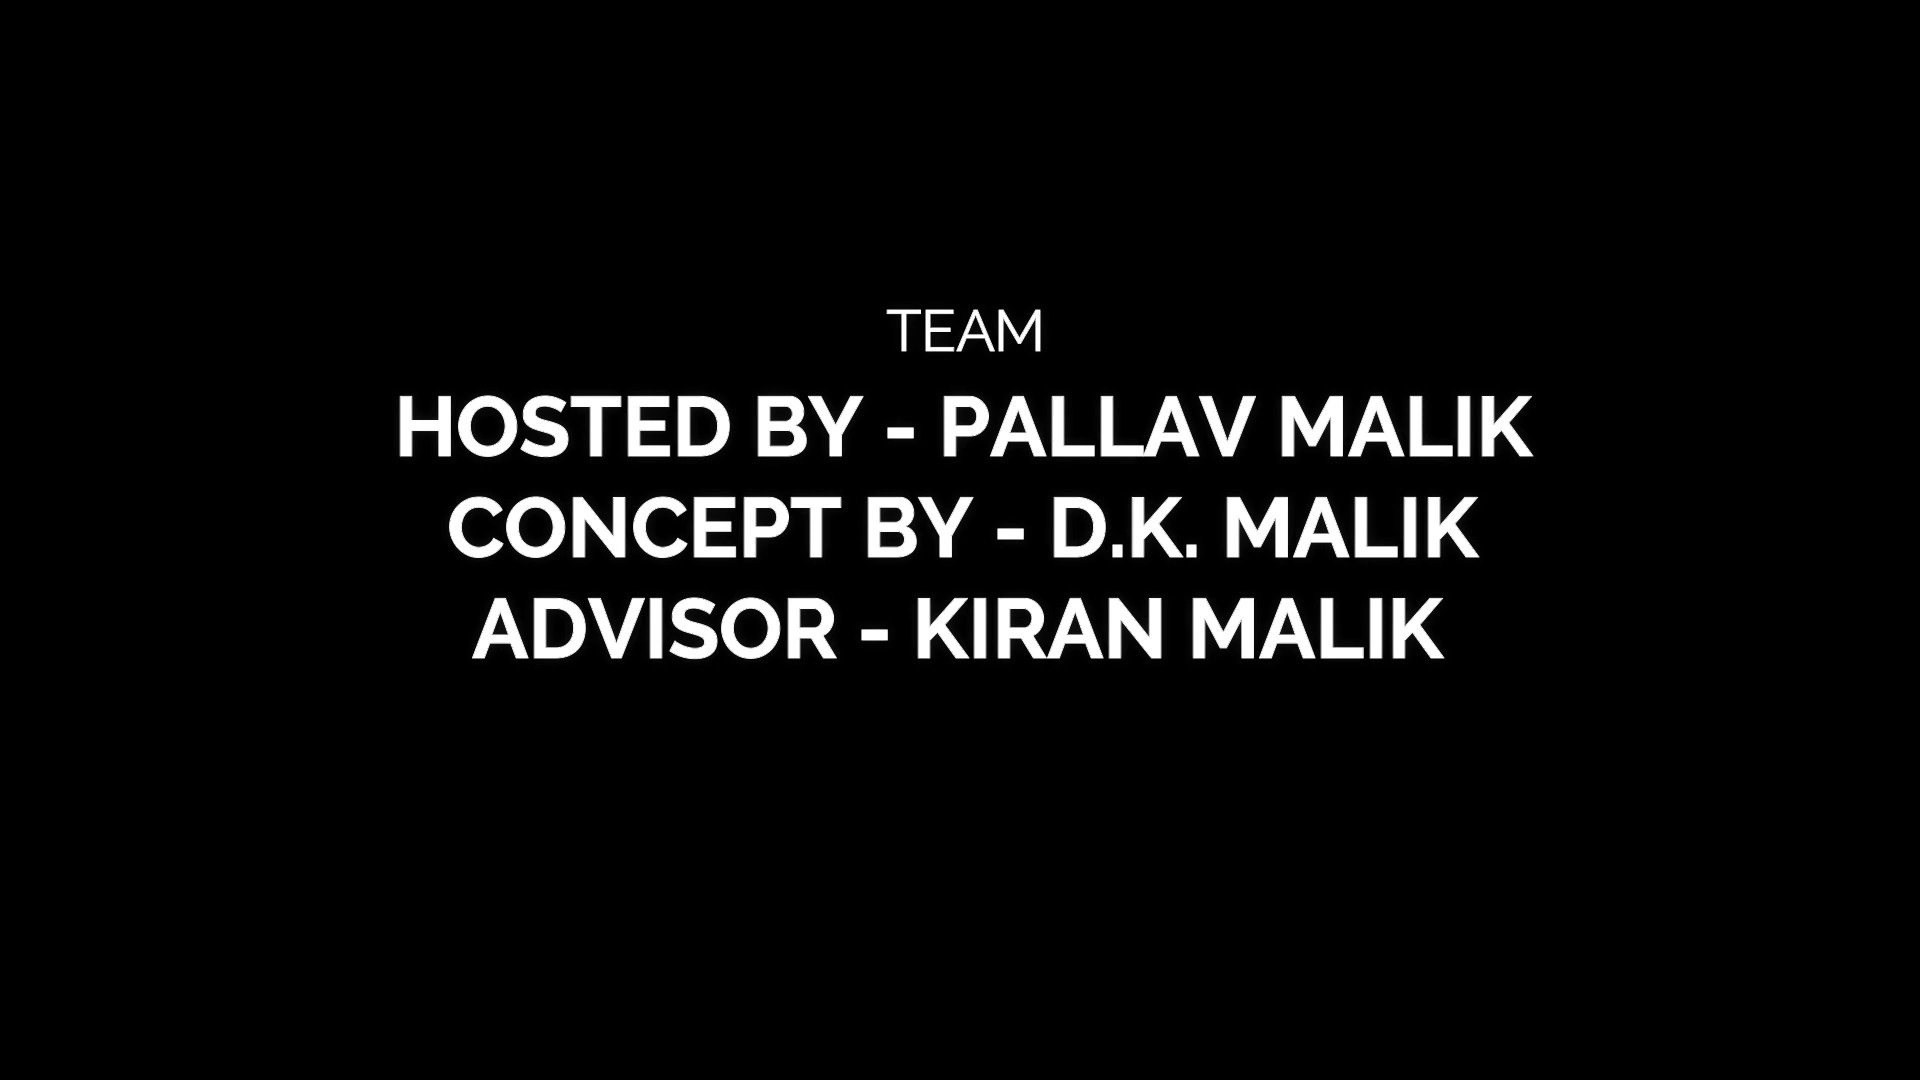 TEAM
HOSTED BY - PALLAV MALIK
CONCEPT BY - D.K. MALIK
ADVISOR - KIRAN MALIK